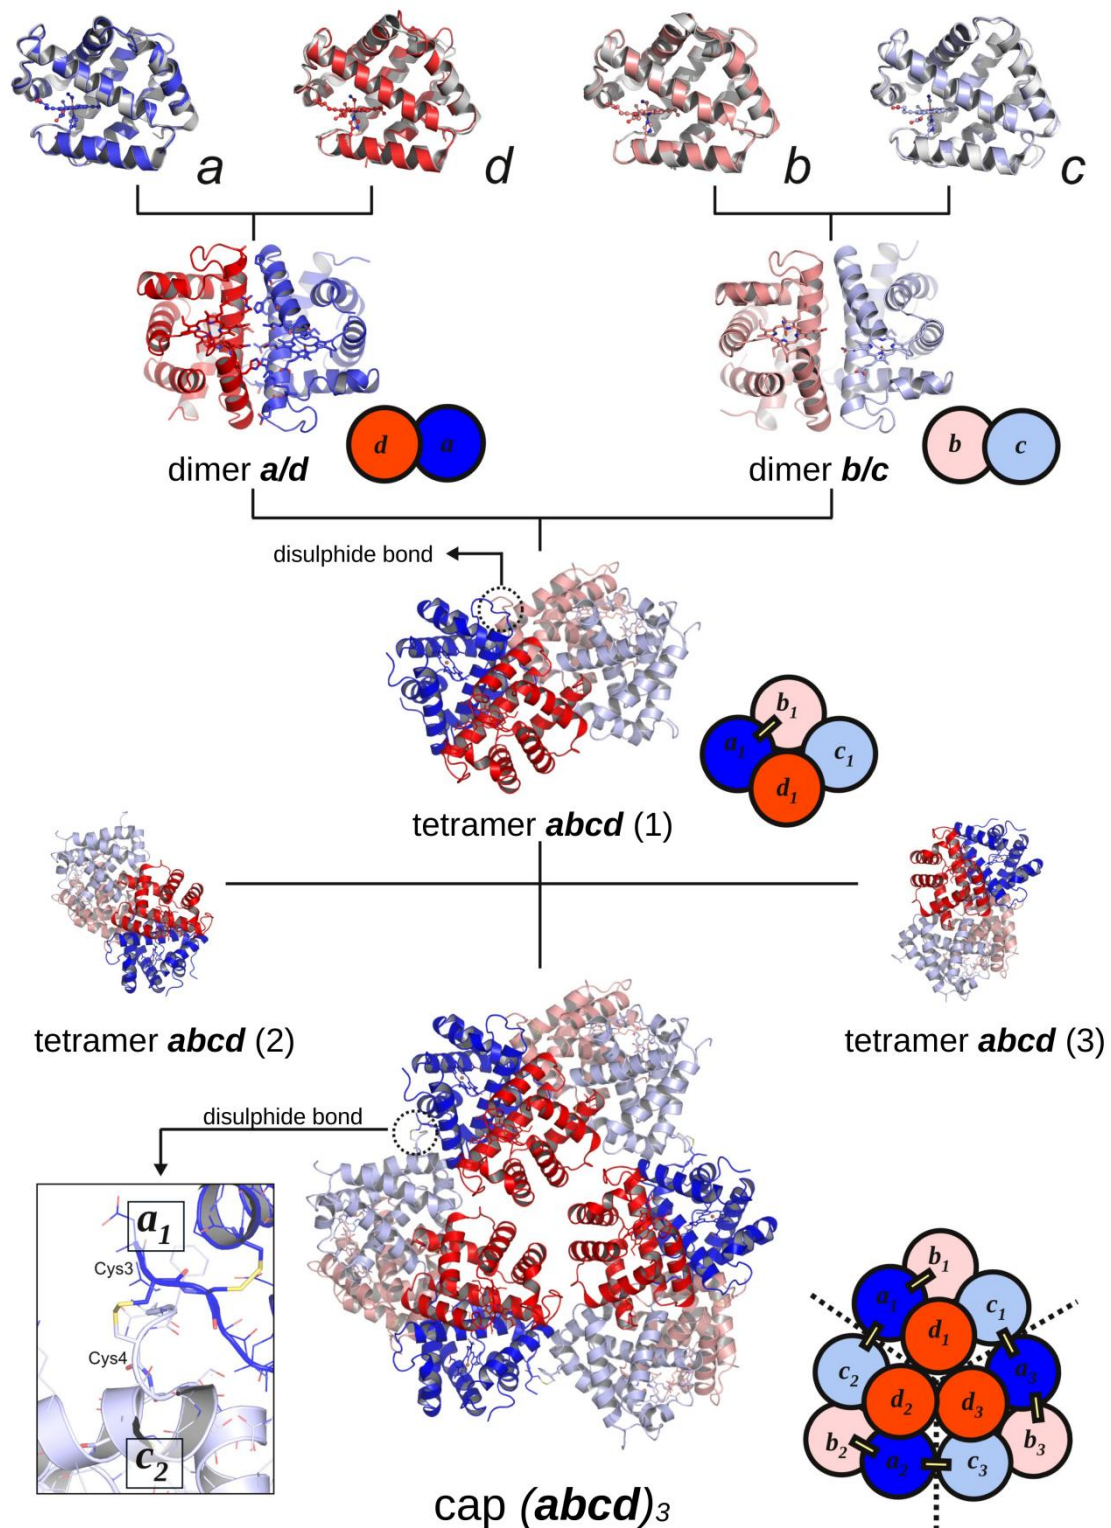 a
d
b
c
d a
b c
dimer a/d
dimer b/c
disulphide bond
b1
a1 c1
d1
tetramer abcd (1)
tetramer abcd (2)
tetramer abcd (3)
disulphide bond
a1
Cys3
Cys4
c2
b1
a1 c1
d1
c2 a3
d2 d3
b2 b3
a2 c3
cap (abcd)3